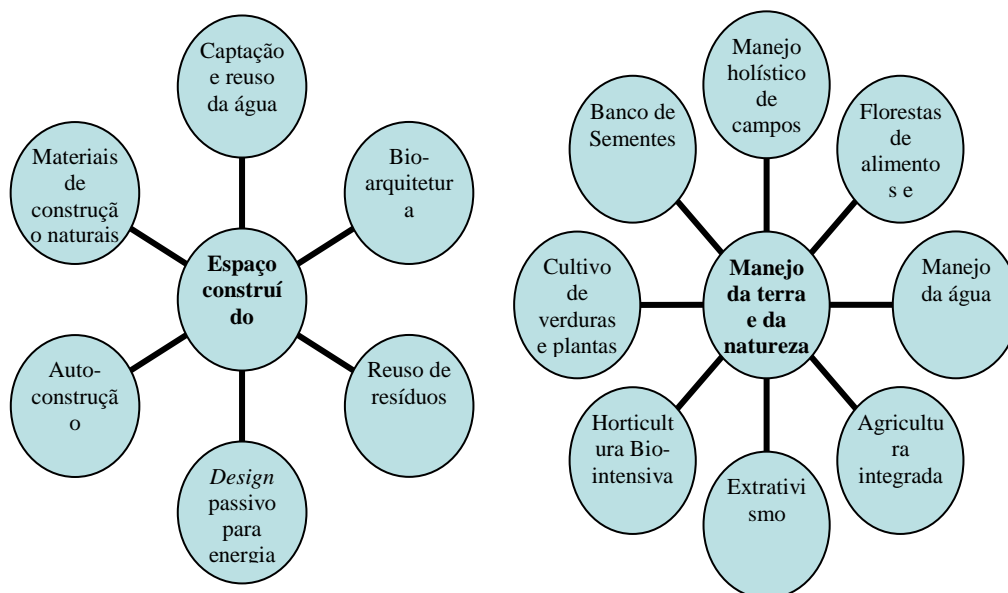 Captação
e reuso
da água
Bio-
arquitetur
a
Reuso de
resíduos
Design
passivo
para
energia
Auto-
construçã
o
Materiais
de
construçã
o naturais
Espaço
construí
do
Manejo
holístico
de
campos
Florestas
de
alimento
s e
Manejo
da água
Agricultu
ra
integrada
Extrativi
smo
Horticult
ura Bio-
intensiva
Cultivo
de
verduras
e plantas
Banco de
Sementes
Manejo
da terra
e da
natureza